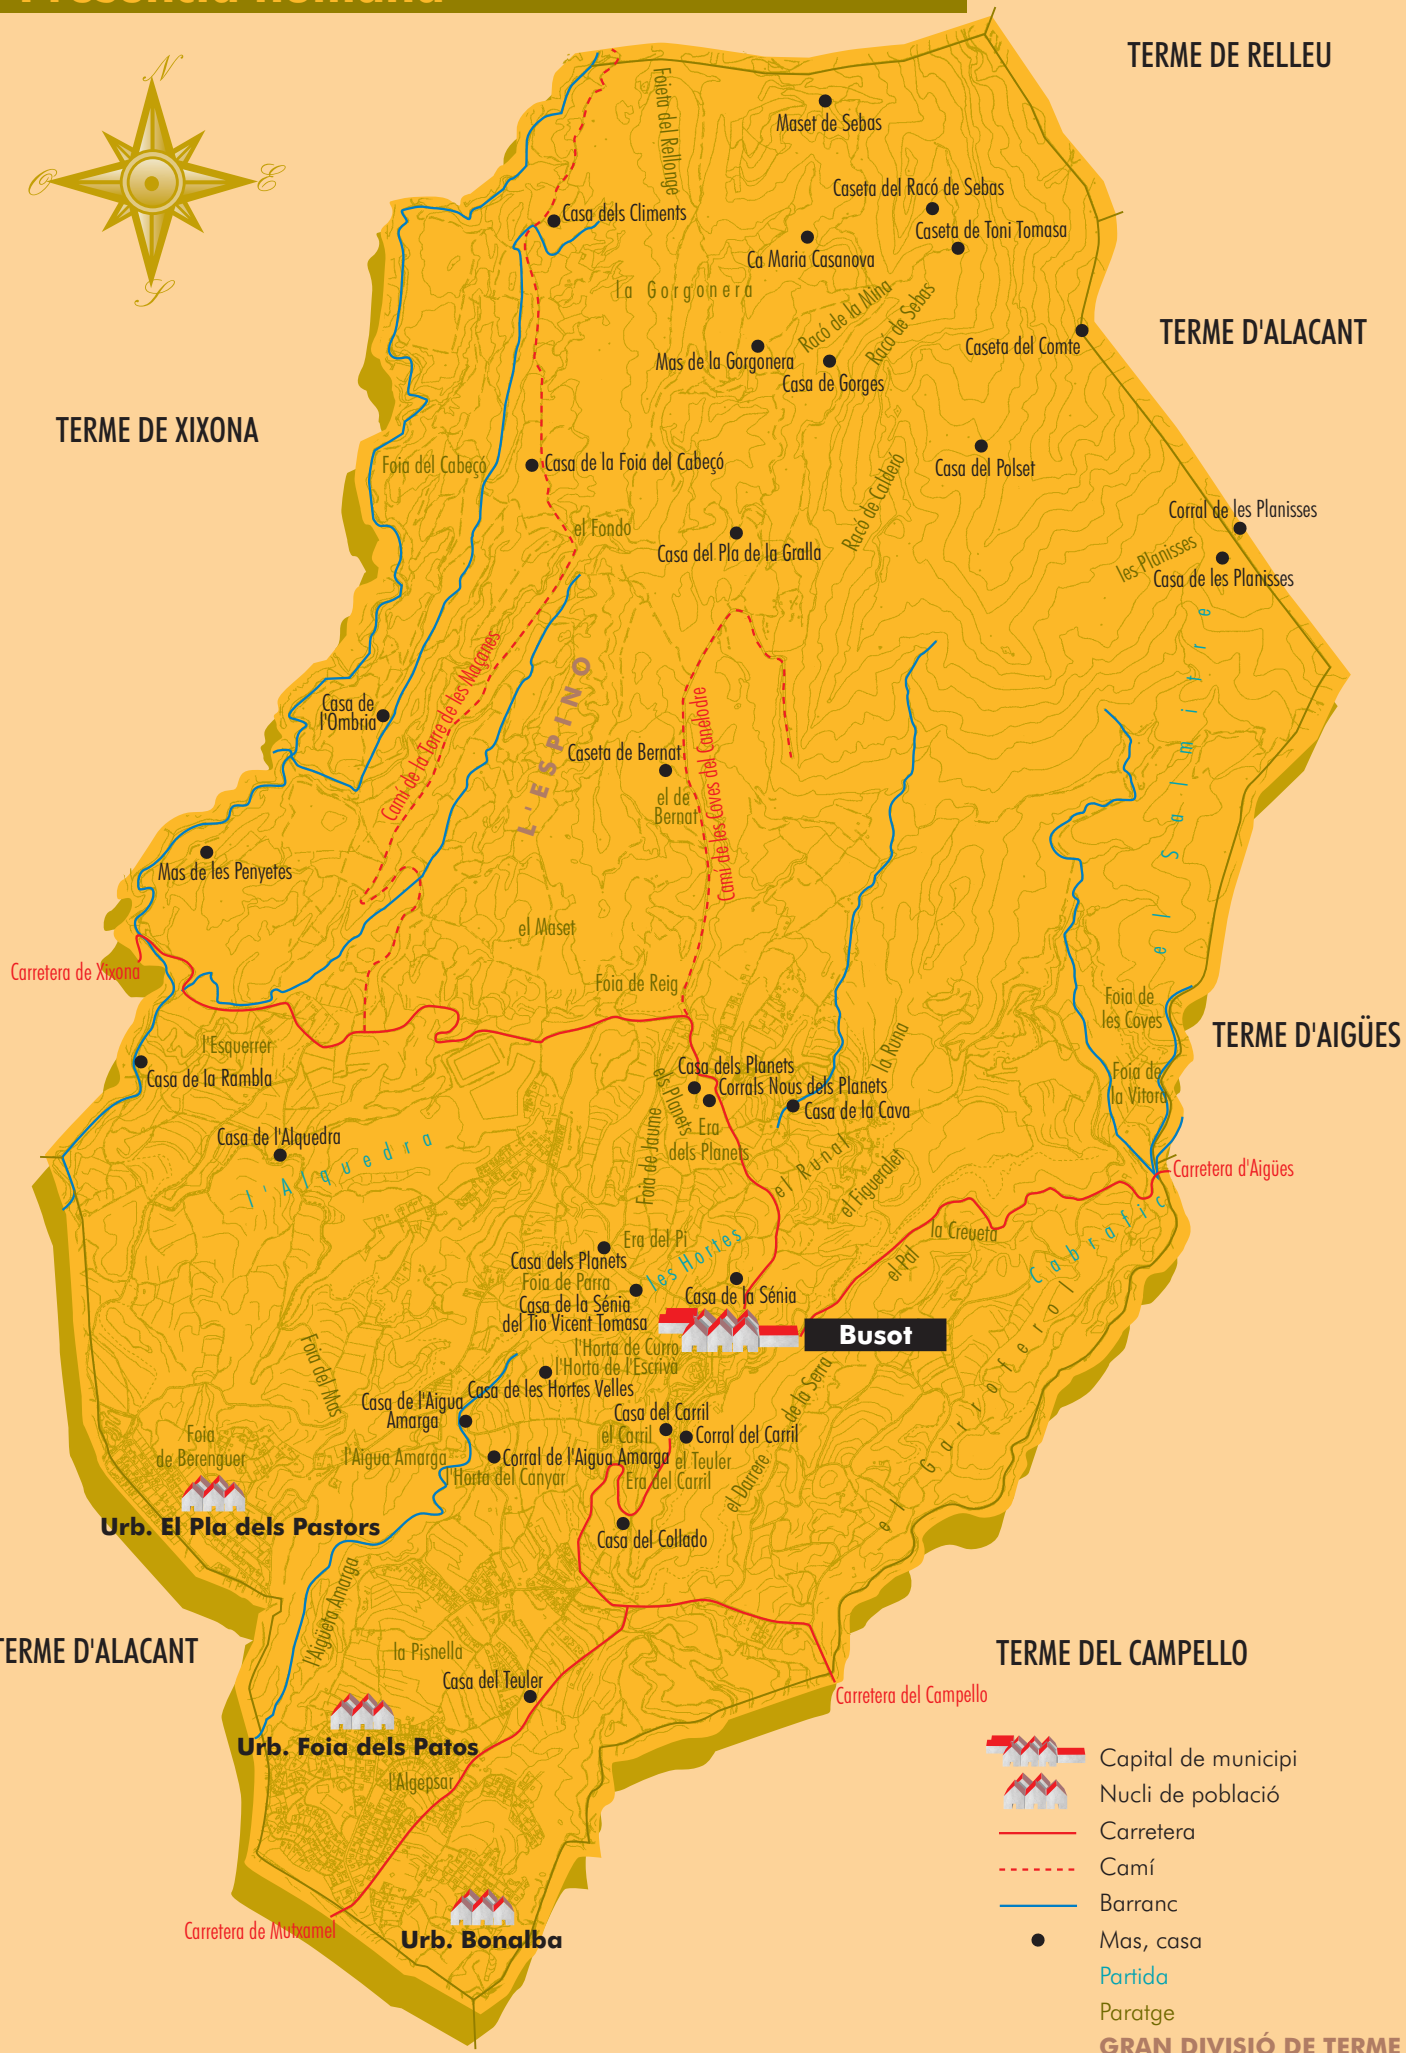 Presència humana
TERME DE RELLEU
N
O
E
S
Foieta del Rellonge
Maset de Sebas
Caseta del Racó de Sebas
Casa dels Climents
Caseta de Toni Tomasa
Ca Maria Casanova
la Gorgonera
Racó de la Mina
Racó de Sebas
TERME D'ALACANT
Caseta del Comte
Mas de la Gorgonera
Casa de Gorges
TERME DE XIXONA
Foia del Cabeçó
Casa de la Foia del Cabeçó
Casa del Polset
Racó de Calderó
Corral de les Planisses
el Fondo
Casa del Pla de la Gralla
les Planisses
Casa de les Planisses
el Salmitre
Camí de la Torre de les Maçanes
L'ESPINO
Camí de les Coves del Canelobre
Casa de
l'Ombria
Caseta de Bernat
el de
Bernat
Mas de les Penyetes
el Maset
Carretera de Xixona
Foia de Reig
Foia de
les Coves
TERME D'AIGÜES
l'Esquerrer
la Runa
Casa dels Planets
Casa de la Rambla
Foia de
la Vitora
Corrals Nous dels Planets
els Planets
Casa de la Cava
Era
dels Planets
Foia de Jaume
Casa de l'Alquedra
l'Alquedra
el Runal
el Figueralet
Carretera d'Aigües
Cabrafic
la Creueta
Era del Pi
les Hortes
Casa dels Planets
el Pal
Foia de Parra
Casa de la Sénia
Casa de la Sénia
del Tio Vicent Tomasa
Busot
el Garroferol
l'Horta de Curro
l'Horta de l'Escrivà
Foia del Mas
Casa de les Hortes Velles
Casa de l'Aigua
Amarga
de la Serra
Casa del Carril
el Carril
Corral del Carril
Foia
de Berenguer
l'Aigua Amarga
Corral de l'Aigua Amarga
el Teuler
l'Horta del Canyar
Era del Carril
el Darrere
Urb. El Pla dels Pastors
Casa del Collado
l'Aigüeta Amarga
TERME D'ALACANT
la Pisnella
TERME DEL CAMPELLO
Casa del Teuler
Carretera del Campello
Urb. Foia dels Patos
l'Algepsar
Carretera de Mutxamel
Urb. Bonalba
Capital de municipi
Nucli de població
Carretera
Camí
Barranc
Mas, casa
Partida
Paratge
GRAN DIVISIÓ DE TERME